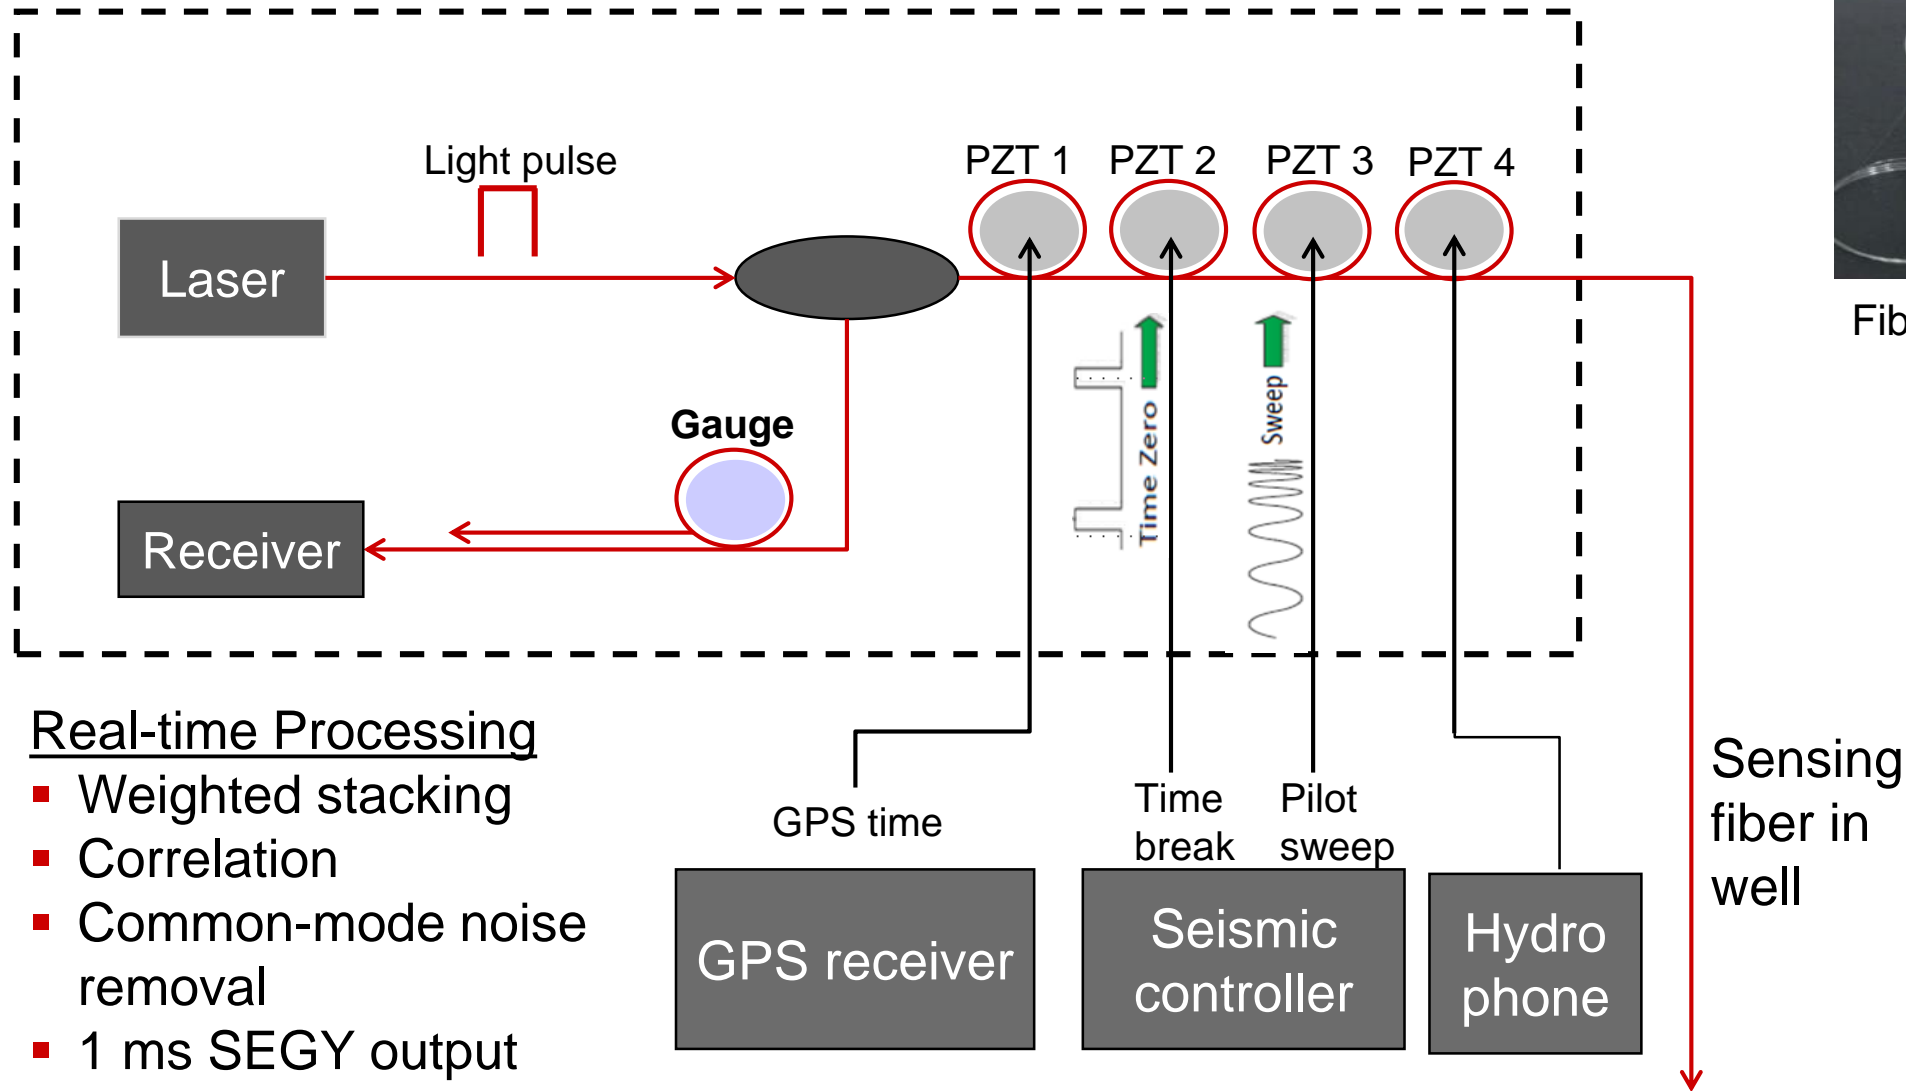 Light pulse
PZT 1
PZT 2
PZT 3
PZT 4
Laser
Gauge
Receiver
Time Zero
Sweep
Real-time Processing
Weighted stacking
Correlation
Common-mode noise
removal
1 ms SEGY output
GPS time
Time
break
Pilot
sweep
GPS receiver
Seismic
controller
Hydro
phone
Sensing
fiber in
well